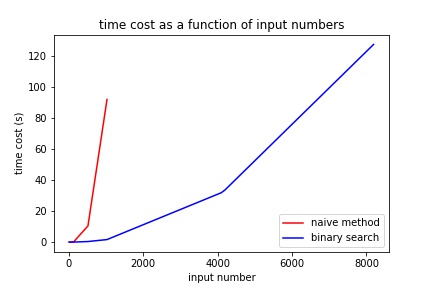 time cost as a function of input numbers
time cost (s)
120
100
80
60
40
20
0
0 2000 4000 6000 8000
input number
naive method
binary search